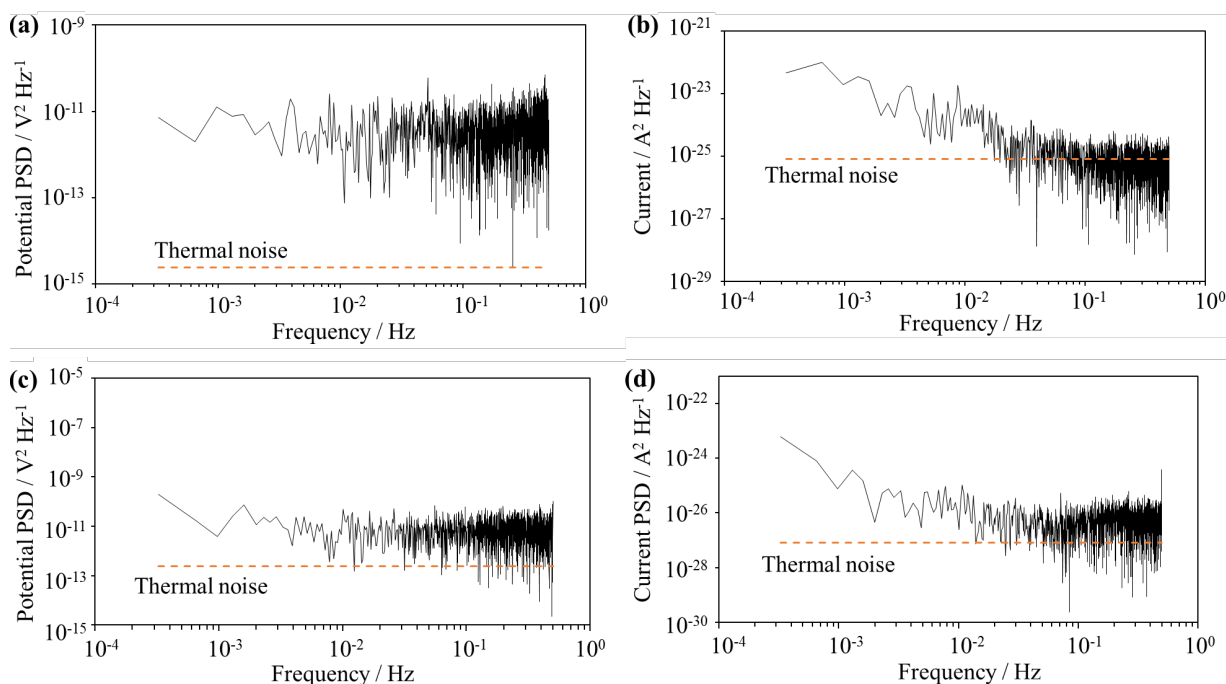 (a)
Potential PSD / V² Hz⁻¹
10⁻⁹
10⁻¹¹
10⁻¹³
10⁻¹⁵
Thermal noise
10⁻⁴ 10⁻³ 10⁻² 10⁻¹ 10⁰
Frequency / Hz
(b)
Current / A² Hz⁻¹
10⁻²¹
10⁻²³
10⁻²⁵
10⁻²⁷
10⁻²⁹
Thermal noise
10⁻⁴ 10⁻³ 10⁻² 10⁻¹ 10⁰
Frequency / Hz
(c)
Potential PSD / V² Hz⁻¹
10⁻⁵
10⁻⁷
10⁻⁹
10⁻¹¹
10⁻¹³
10⁻¹⁵
Thermal noise
10⁻⁴ 10⁻³ 10⁻² 10⁻¹ 10⁰
Frequency / Hz
(d)
Current PSD / A² Hz⁻¹
10⁻²²
10⁻²⁴
10⁻²⁶
10⁻²⁸
10⁻³⁰
Thermal noise
10⁻⁴ 10⁻³ 10⁻² 10⁻¹ 10⁰
Frequency / Hz